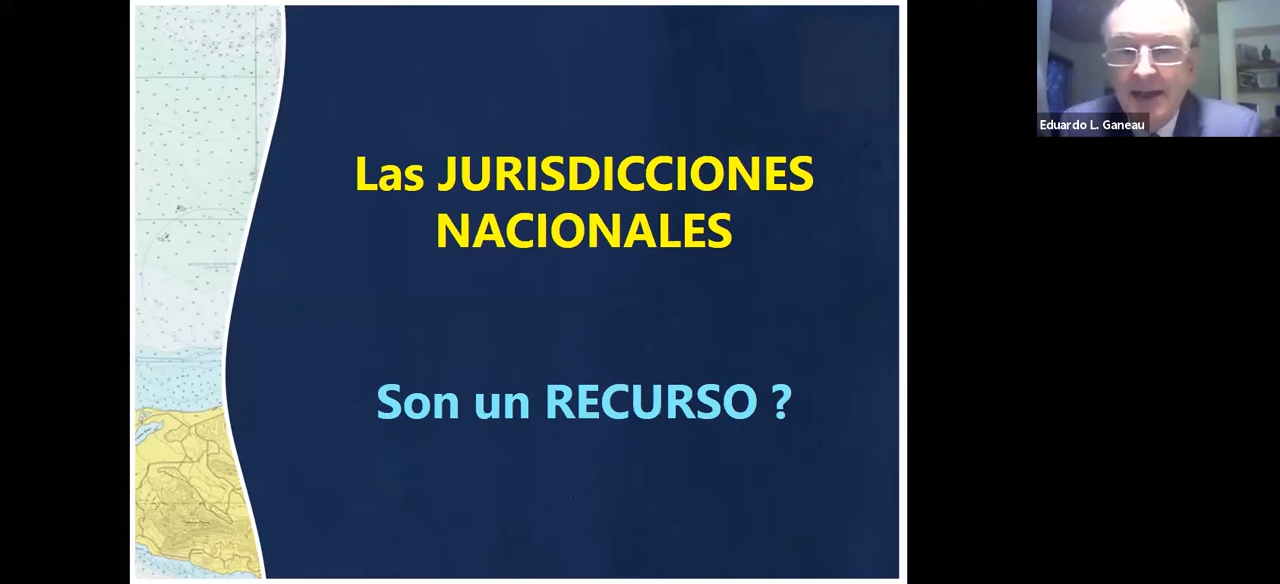 Las JURISDICCIONES
NACIONALES
Son un RECURSO ?
Eduardo L. Ganeau